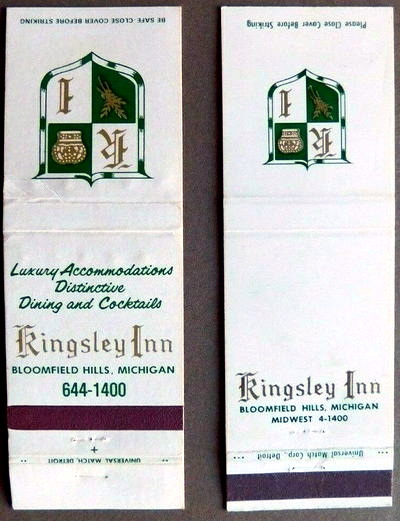 BE SAFE-CLOSE COVER BEFORE STRIKING
I
K
Luxury Accommodations
Distinctive
Dining and Cocktails
Kingsley Inn
BLOOMFIELD HILLS, MICHIGAN
644-1400
UNIVERSAL MATCH, DETROIT
Please Close Cover Before Striking
I
K
Kingsley Inn
BLOOMFIELD HILLS, MICHIGAN
MIDWEST 4-1400
Universal Match Corp., Detroit